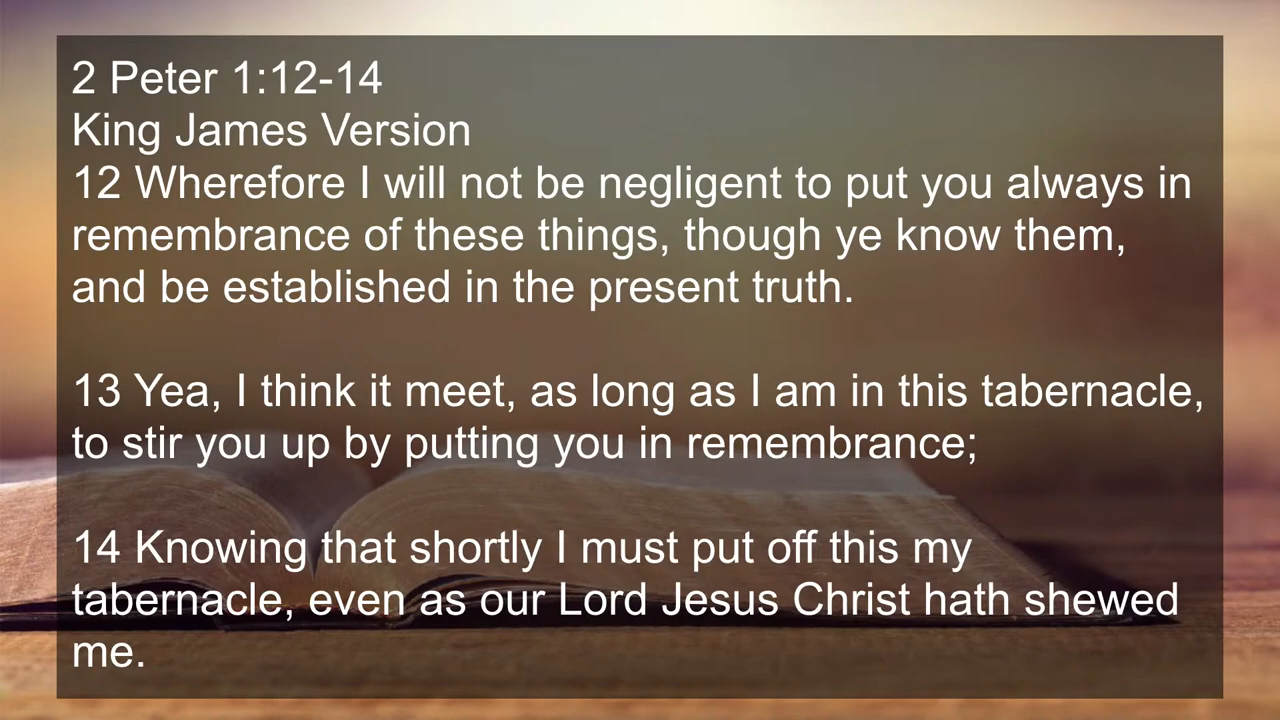 2 Peter 1:12-14
King James Version
12 Wherefore I will not be negligent to put you always in
remembrance of these things, though ye know them,
and be established in the present truth.
13 Yea, I think it meet, as long as I am in this tabernacle,
to stir you up by putting you in remembrance;
14 Knowing that shortly I must put off this my
tabernacle, even as our Lord Jesus Christ hath shewed
me.